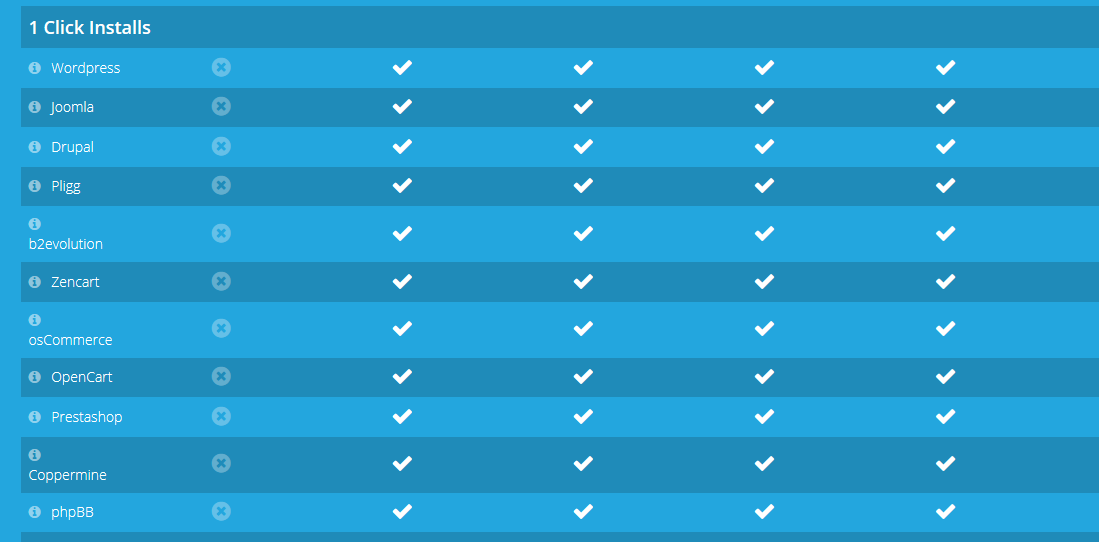 1 Click Installs
Wordpress
Joomla
Drupal
Pligg
b2evolution
Zencart
osCommerce
OpenCart
Prestashop
Coppermine
phpBB